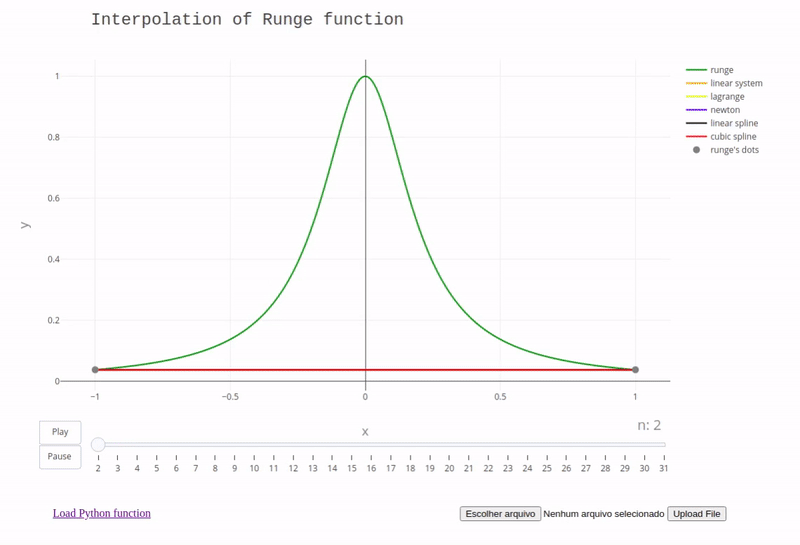 Interpolation of Runge function
runge
linear system
lagrange
newton
linear spline
cubic spline
runge's dots
1
0.8
0.6
0.4
0.2
0
y
−1 −0.5 0 0.5 1
x
n: 2
Play
Pause
2 3 4 5 6 7 8 9 10 11 12 13 14 15 16 17 18 19 20 21 22 23 24 25 26 27 28 29 30 31
Load Python function
Escolher arquivo Nenhum arquivo selecionado Upload File